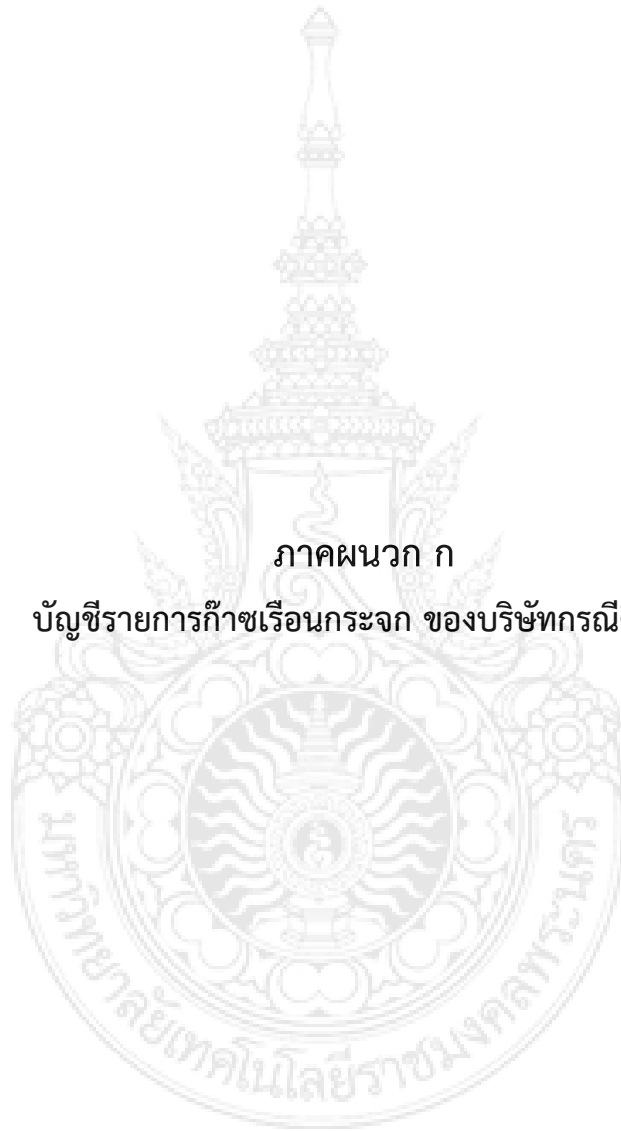 ภาคผนวก ก
บัญชีรายการก๊าซเรือนกระจก ของบริษัทกรณี
มหาวิทยาลัยเทคโนโลยีราชมงคลพระนคร